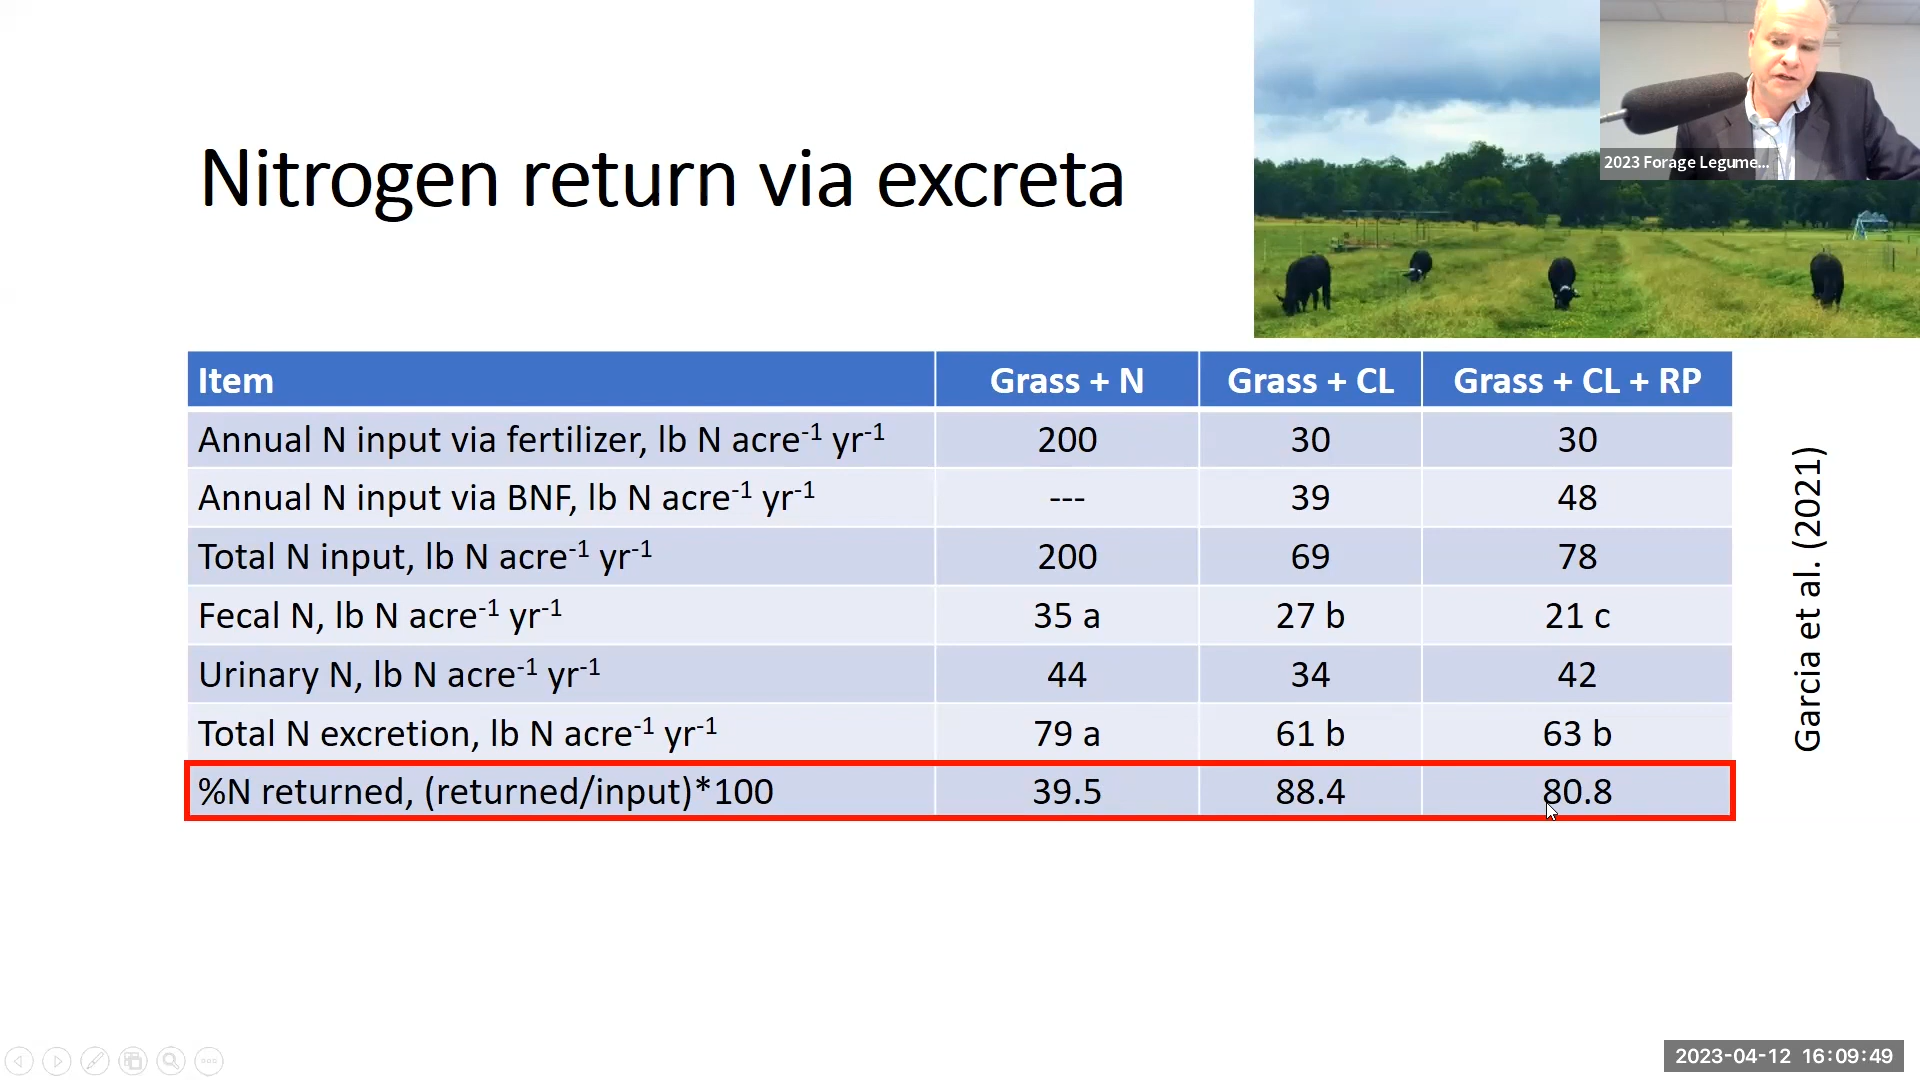 2023 Forage Legume...
Nitrogen return via excreta
Item Grass + N Grass + CL Grass + CL + RP
Annual N input via fertilizer, lb N acre⁻¹ yr⁻¹ 200 30 30
Annual N input via BNF, lb N acre⁻¹ yr⁻¹ --- 39 48
Total N input, lb N acre⁻¹ yr⁻¹ 200 69 78
Fecal N, lb N acre⁻¹ yr⁻¹ 35 a 27 b 21 c
Urinary N, lb N acre⁻¹ yr⁻¹ 44 34 42
Total N excretion, lb N acre⁻¹ yr⁻¹ 79 a 61 b 63 b
%N returned, (returned/input)*100 39.5 88.4 80.8
Garcia et al. (2021)
2023-04-12 16:09:49